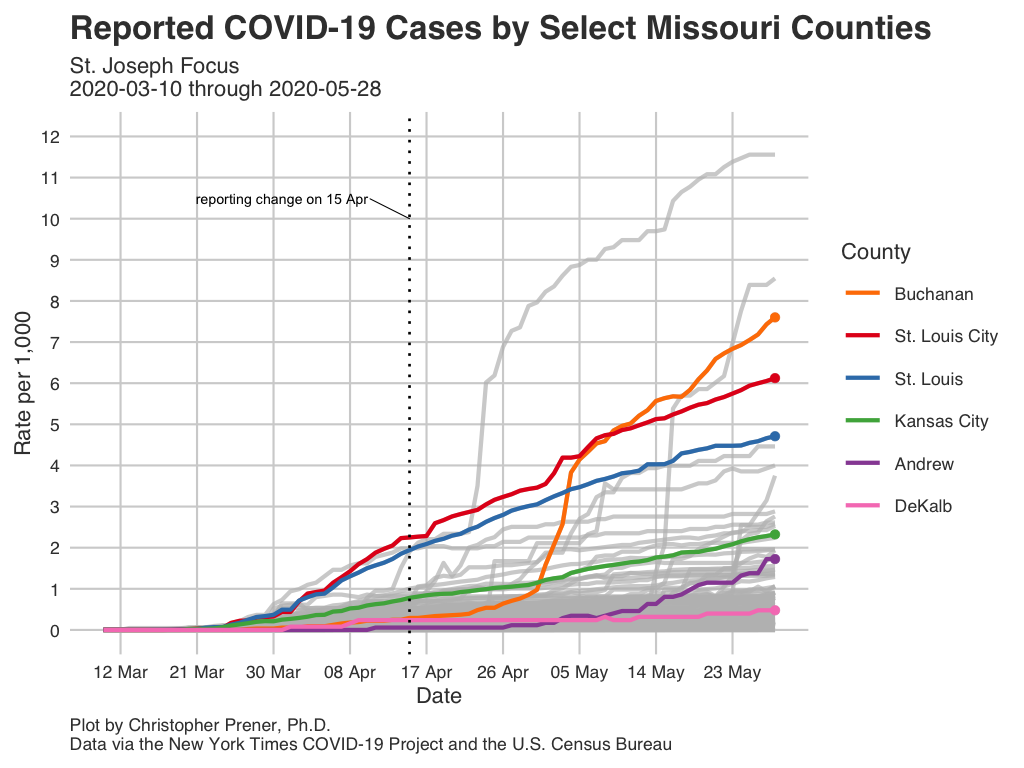 Reported COVID-19 Cases by Select Missouri Counties
St. Joseph Focus
2020-03-10 through 2020-05-28
12
11
10
9
8
7
6
5
4
3
2
1
0
Rate per 1,000
reporting change on 15 Apr
12 Mar 21 Mar 30 Mar 08 Apr 17 Apr 26 Apr 05 May 14 May 23 May
Date
County
Buchanan
St. Louis City
St. Louis
Kansas City
Andrew
DeKalb
Plot by Christopher Prener, Ph.D.
Data via the New York Times COVID-19 Project and the U.S. Census Bureau